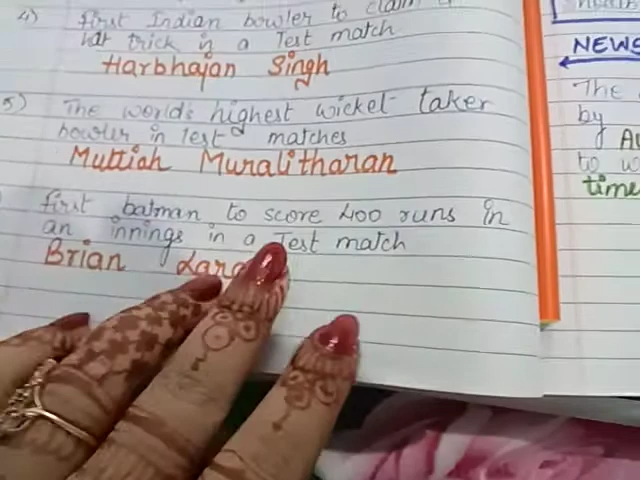 4) first Indian bowler to claim a
hat trick in a Test match
Harbhajan Singh
5) The world's highest wicket taker
bowler in Test matches
Muttiah Muralitharan
first batman to score 400 runs in
an innings in a Test match
Brian Lara
NEWS
The
by
to
time